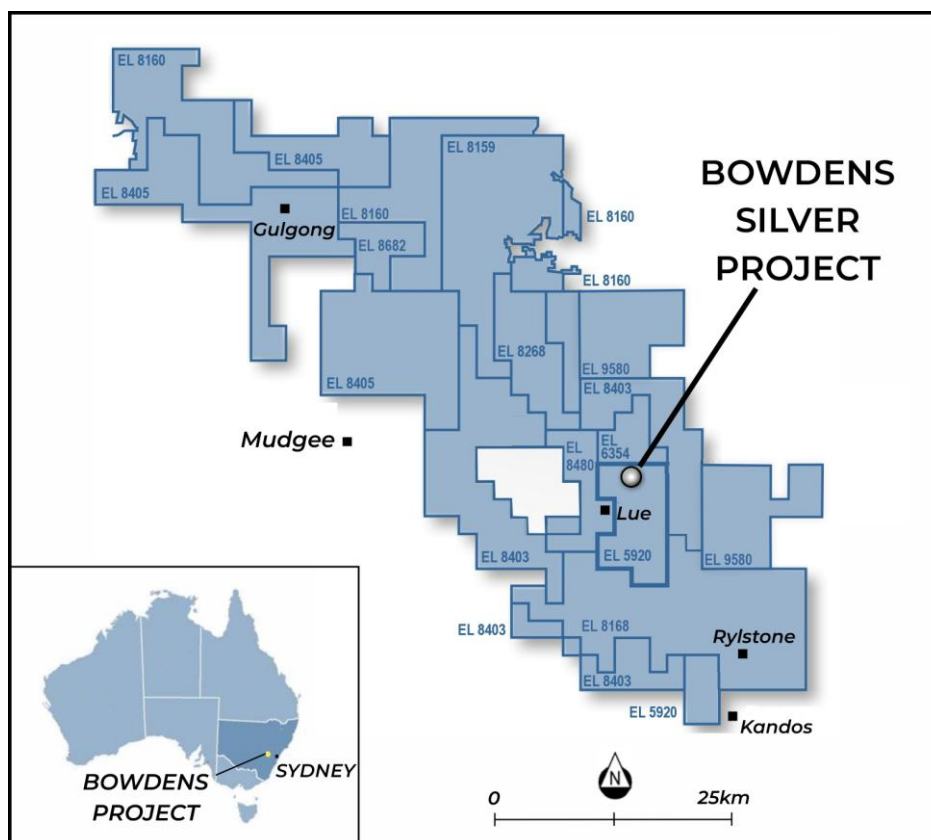 EL 8160
EL 8405
EL 8159
EL 8405
EL 8160
EL 8160
Gulgong
EL 8682
EL 8160
BOWDENS
SILVER
PROJECT
EL 8268
EL 9580
EL 8405
EL 8403
Mudgee
EL
8480
EL
6354
Lue
EL 8403
EL 5920
EL 9580
EL 8403
EL 8168
Rylstone
EL 8403
EL 5920
Kandos
BOWDENS
PROJECT
SYDNEY
N
0 25km